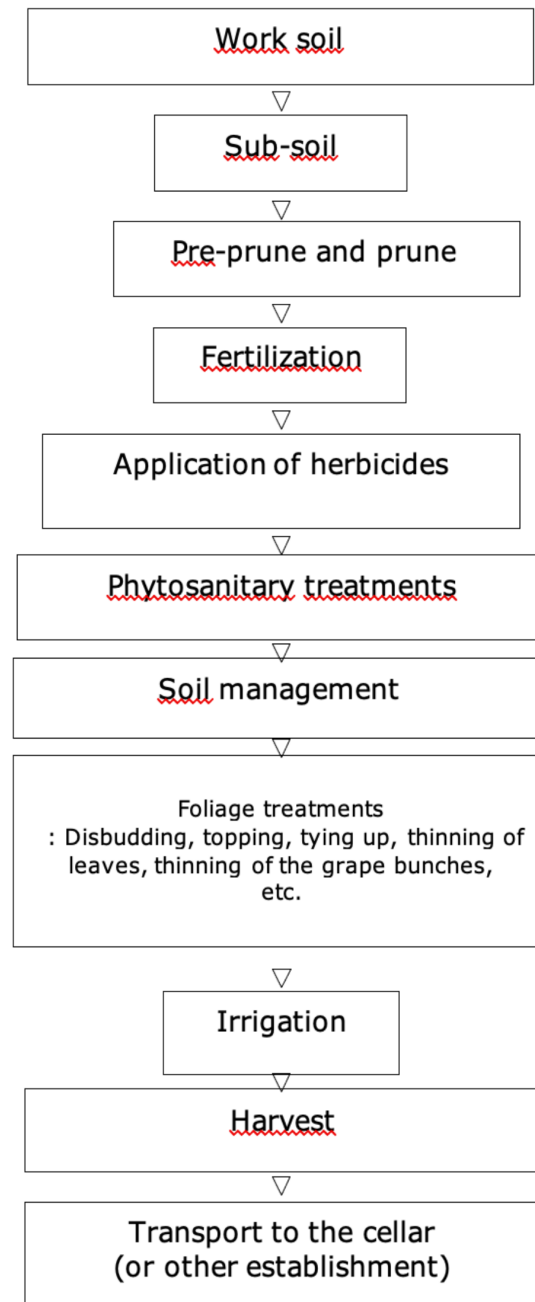 Work soil
Sub-soil
Pre-prune and prune
Fertilization
Application of herbicides
Phytosanitary treatments
Soil management
Foliage treatments
: Disbudding, topping, tying up, thinning of
leaves, thinning of the grape bunches,
etc.
Irrigation
Harvest
Transport to the cellar
(or other establishment)